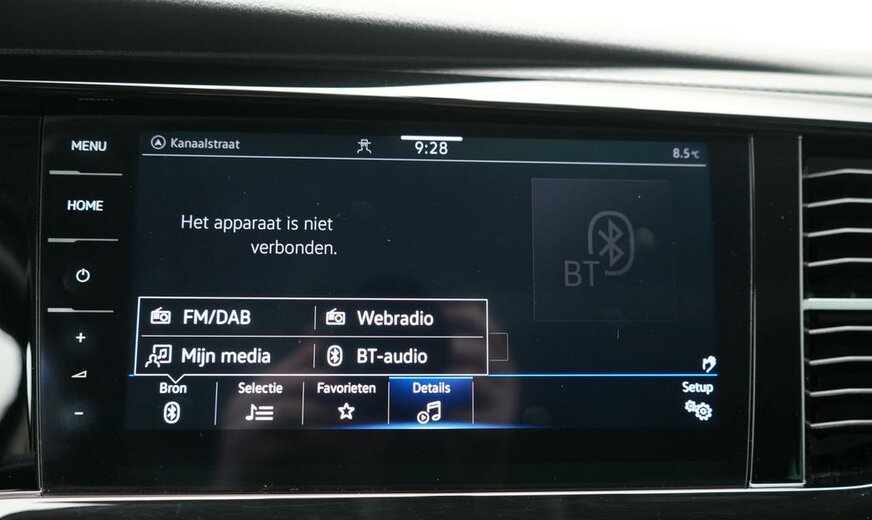 MENU
HOME
+
-
Kanaalstraat
9:28
8.5°C
Het apparaat is niet
verbonden.
BT
FM/DAB
Webradio
Mijn media
BT-audio
Bron
Selectie
Favorieten
Details
Setup